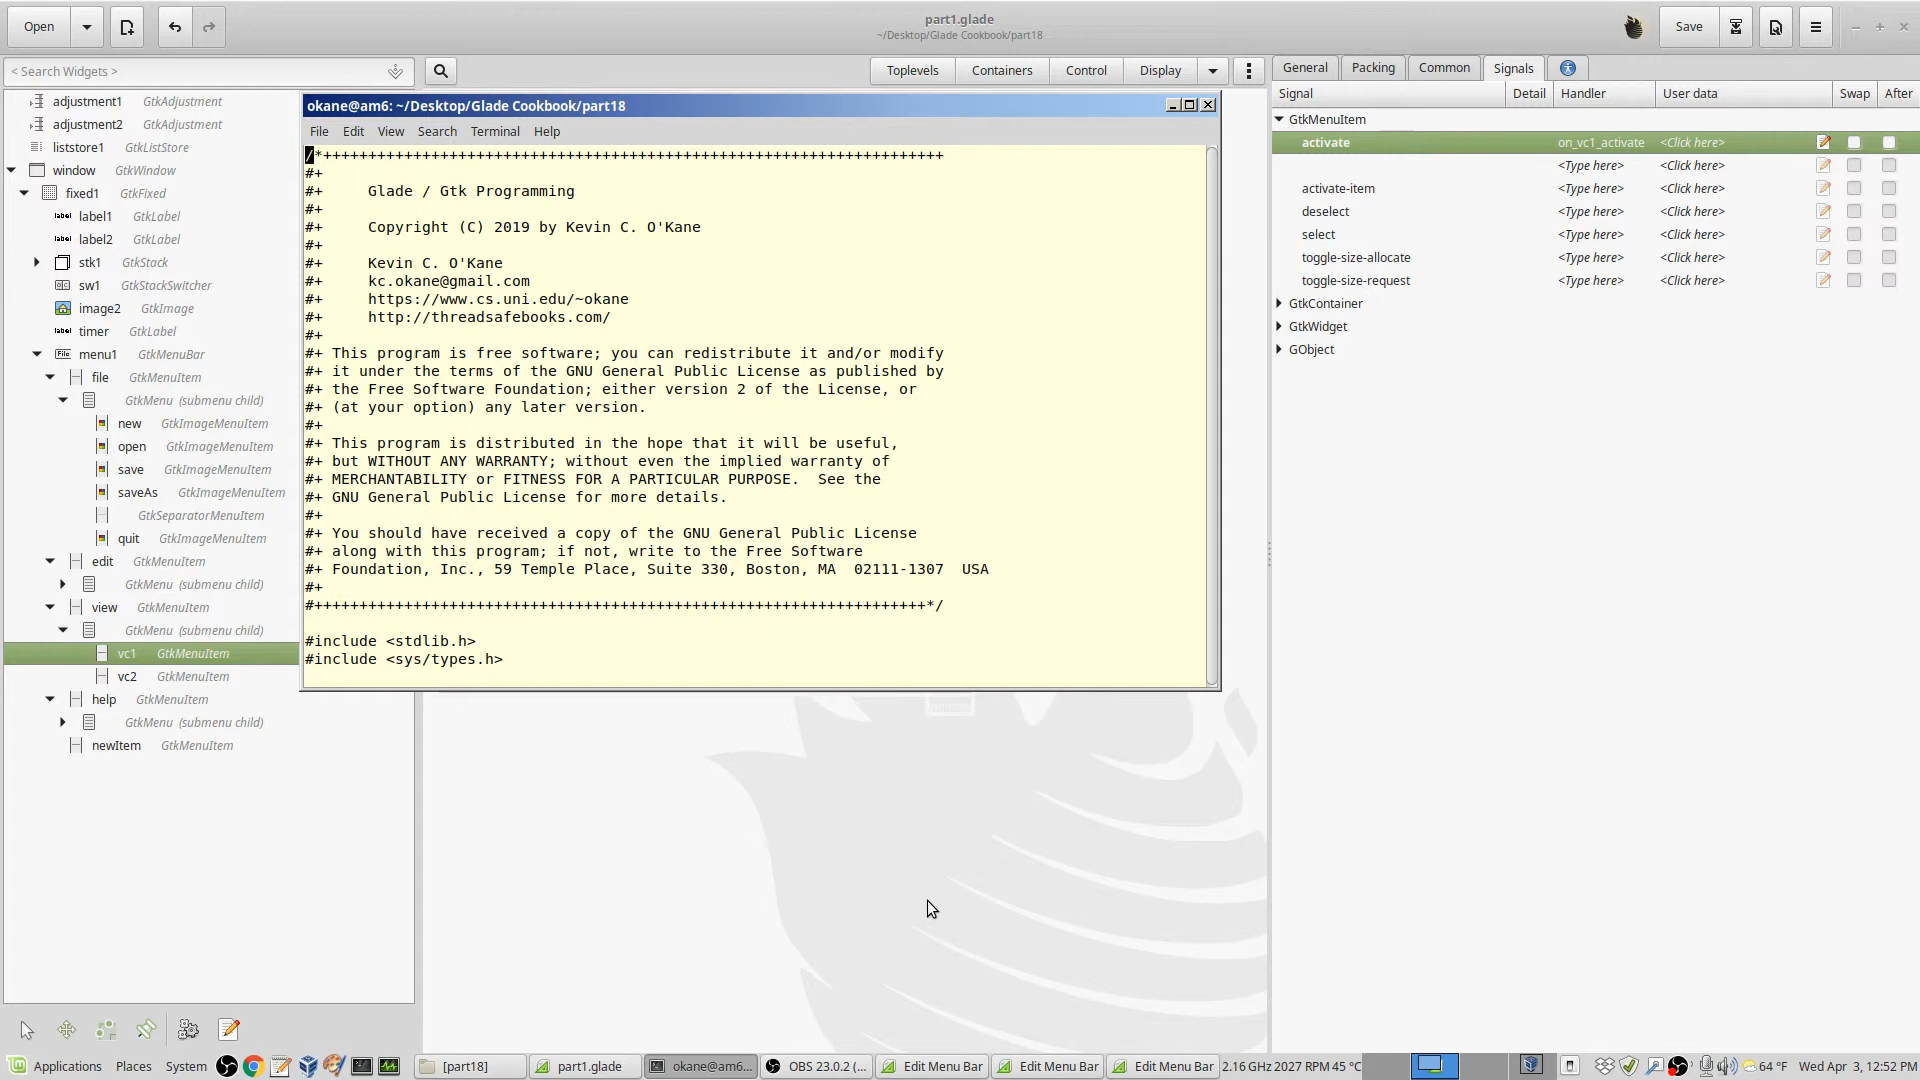 Open
part1.glade
~/Desktop/Glade Cookbook/part18
Save
< Search Widgets >
Toplevels
Containers
Control
Display
General
Packing
Common
Signals
Signal
Detail
Handler
User data
Swap
After
adjustment1 GtkAdjustment
adjustment2 GtkAdjustment
liststore1 GtkListStore
window GtkWindow
fixed1 GtkFixed
label label1 GtkLabel
label label2 GtkLabel
stk1 GtkStack
sw1 GtkStackSwitcher
image2 GtkImage
label timer GtkLabel
File menu1 GtkMenuBar
file GtkMenuItem
GtkMenu (submenu child)
new GtkImageMenuItem
open GtkImageMenuItem
save GtkImageMenuItem
saveAs GtkImageMenuItem
GtkSeparatorMenuItem
quit GtkImageMenuItem
edit GtkMenuItem
GtkMenu (submenu child)
view GtkMenuItem
GtkMenu (submenu child)
vc1 GtkMenuItem
vc2 GtkMenuItem
help GtkMenuItem
GtkMenu (submenu child)
newItem GtkMenuItem
okane@am6: ~/Desktop/Glade Cookbook/part18
File Edit View Search Terminal Help
/*+++++++++++++++++++++++++++++++++++++++++++++++++++++++++++++++++++++
#+
#+     Glade / Gtk Programming
#+
#+     Copyright (C) 2019 by Kevin C. O'Kane
#+
#+     Kevin C. O'Kane
#+     kc.okane@gmail.com
#+     https://www.cs.uni.edu/~okane
#+     http://threadsafebooks.com/
#+
#+ This program is free software; you can redistribute it and/or modify
#+ it under the terms of the GNU General Public License as published by
#+ the Free Software Foundation; either version 2 of the License, or
#+ (at your option) any later version.
#+
#+ This program is distributed in the hope that it will be useful,
#+ but WITHOUT ANY WARRANTY; without even the implied warranty of
#+ MERCHANTABILITY or FITNESS FOR A PARTICULAR PURPOSE.  See the
#+ GNU General Public License for more details.
#+
#+ You should have received a copy of the GNU General Public License
#+ along with this program; if not, write to the Free Software
#+ Foundation, Inc., 59 Temple Place, Suite 330, Boston, MA  02111-1307  USA
#+
#++++++++++++++++++++++++++++++++++++++++++++++++++++++++++++++++++++*/
#include <stdlib.h>
#include <sys/types.h>
GtkMenuItem
activate on_vc1_activate <Click here>
<Type here> <Click here>
activate-item <Type here> <Click here>
deselect <Type here> <Click here>
select <Type here> <Click here>
toggle-size-allocate <Type here> <Click here>
toggle-size-request <Type here> <Click here>
GtkContainer
GtkWidget
GObject
Applications Places System
[part18]
part1.glade
okane@am6...
OBS 23.0.2 (...
Edit Menu Bar
Edit Menu Bar
Edit Menu Bar
2.16 GHz 2027 RPM 45 °C
64 °F
Wed Apr 3, 12:52 PM